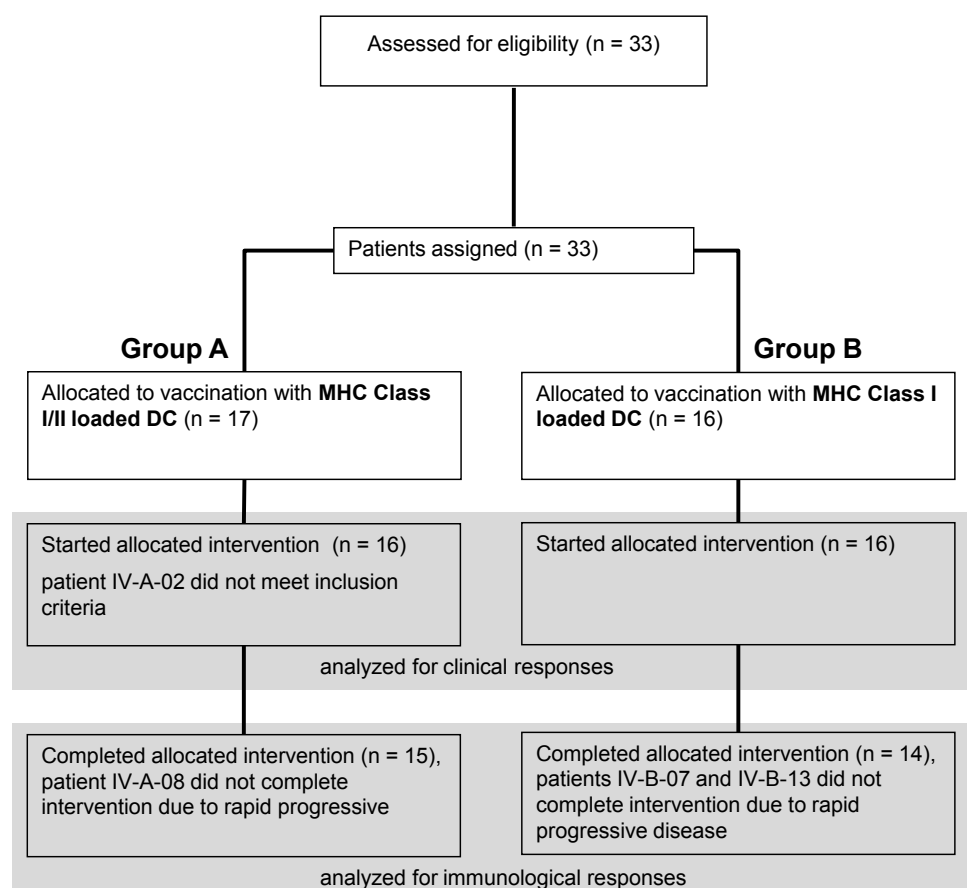 Assessed for eligibility (n = 33)
Patients assigned (n = 33)
Group A
Group B
Allocated to vaccination with MHC Class
I/II loaded DC (n = 17)
Allocated to vaccination with MHC Class I
loaded DC (n = 16)
Started allocated intervention (n = 16)
patient IV-A-02 did not meet inclusion
criteria
Started allocated intervention (n = 16)
analyzed for clinical responses
Completed allocated intervention (n = 15),
patient IV-A-08 did not complete
intervention due to rapid progressive
Completed allocated intervention (n = 14),
patients IV-B-07 and IV-B-13 did not
complete intervention due to rapid
progressive disease
analyzed for immunological responses